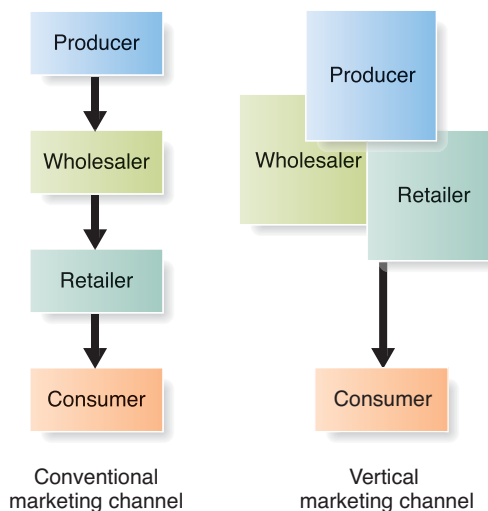 Producer
Wholesaler
Retailer
Consumer
Conventional
marketing channel
Producer
Wholesaler
Retailer
Consumer
Vertical
marketing channel